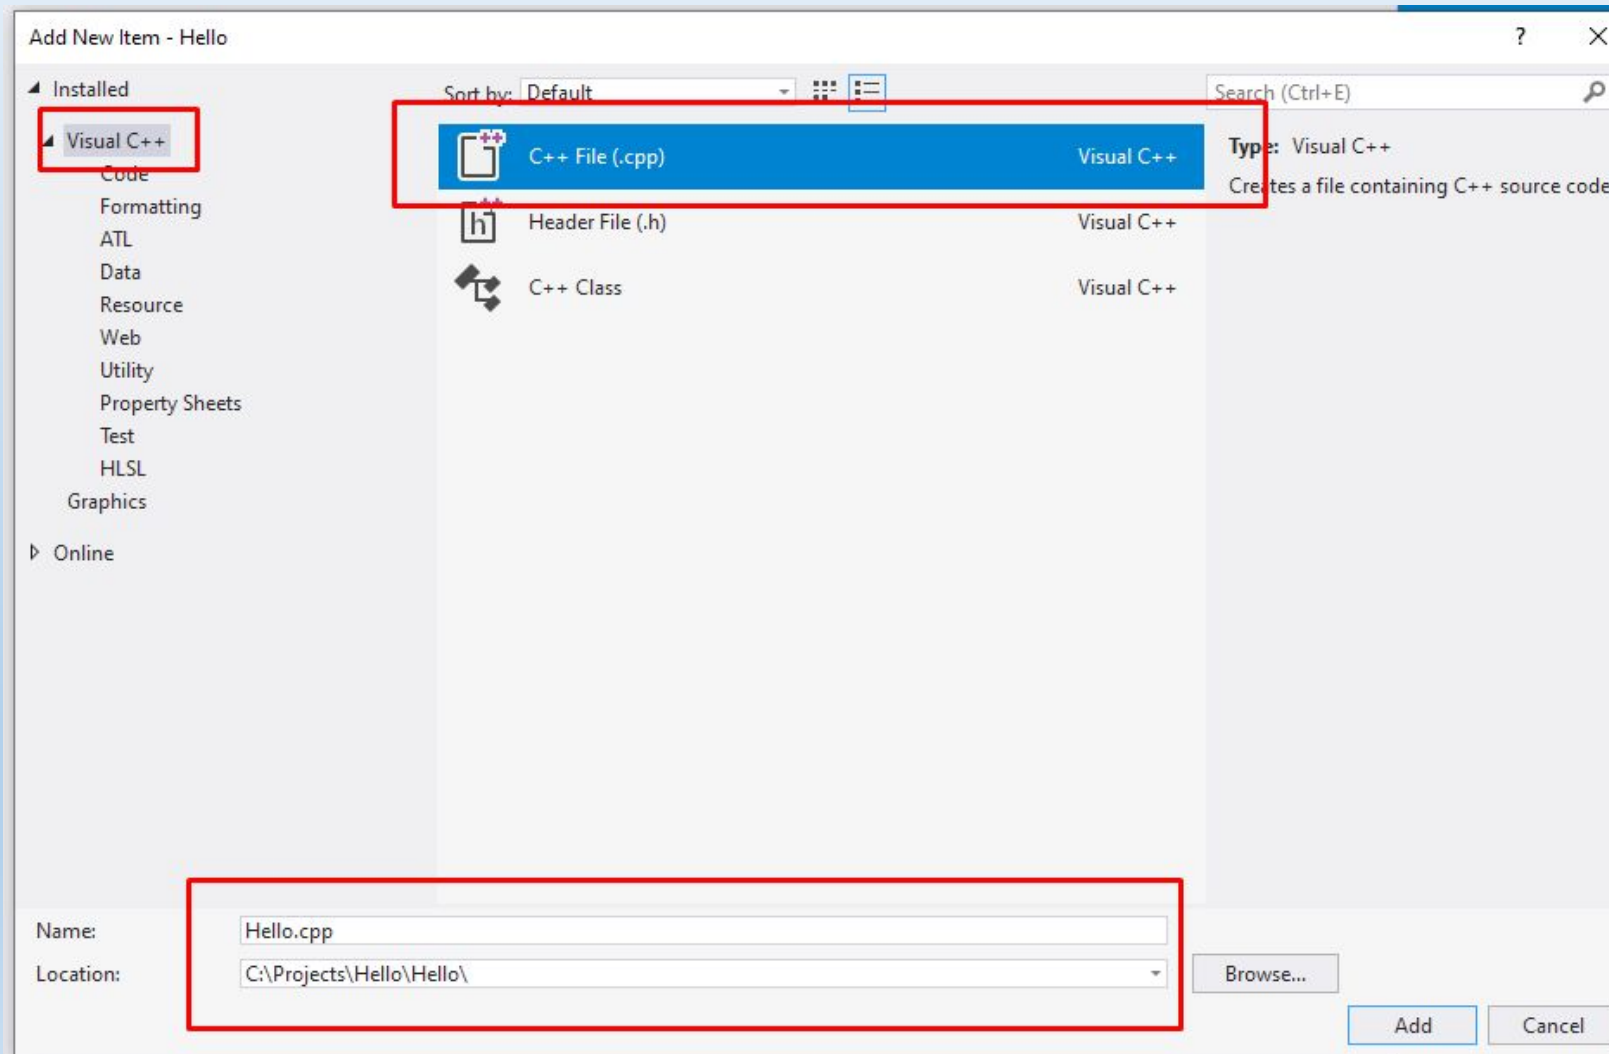 Add New Item - Hello
?
Installed
Visual C++
Code
Formatting
ATL
Data
Resource
Web
Utility
Property Sheets
Test
HLSL
Graphics
Online
Sort by: Default
C++ File (.cpp) Visual C++
Header File (.h) Visual C++
C++ Class Visual C++
Search (Ctrl+E)
Type: Visual C++
Creates a file containing C++ source code
Name: Hello.cpp
Location: C:\Projects\Hello\Hello\
Browse...
Add Cancel